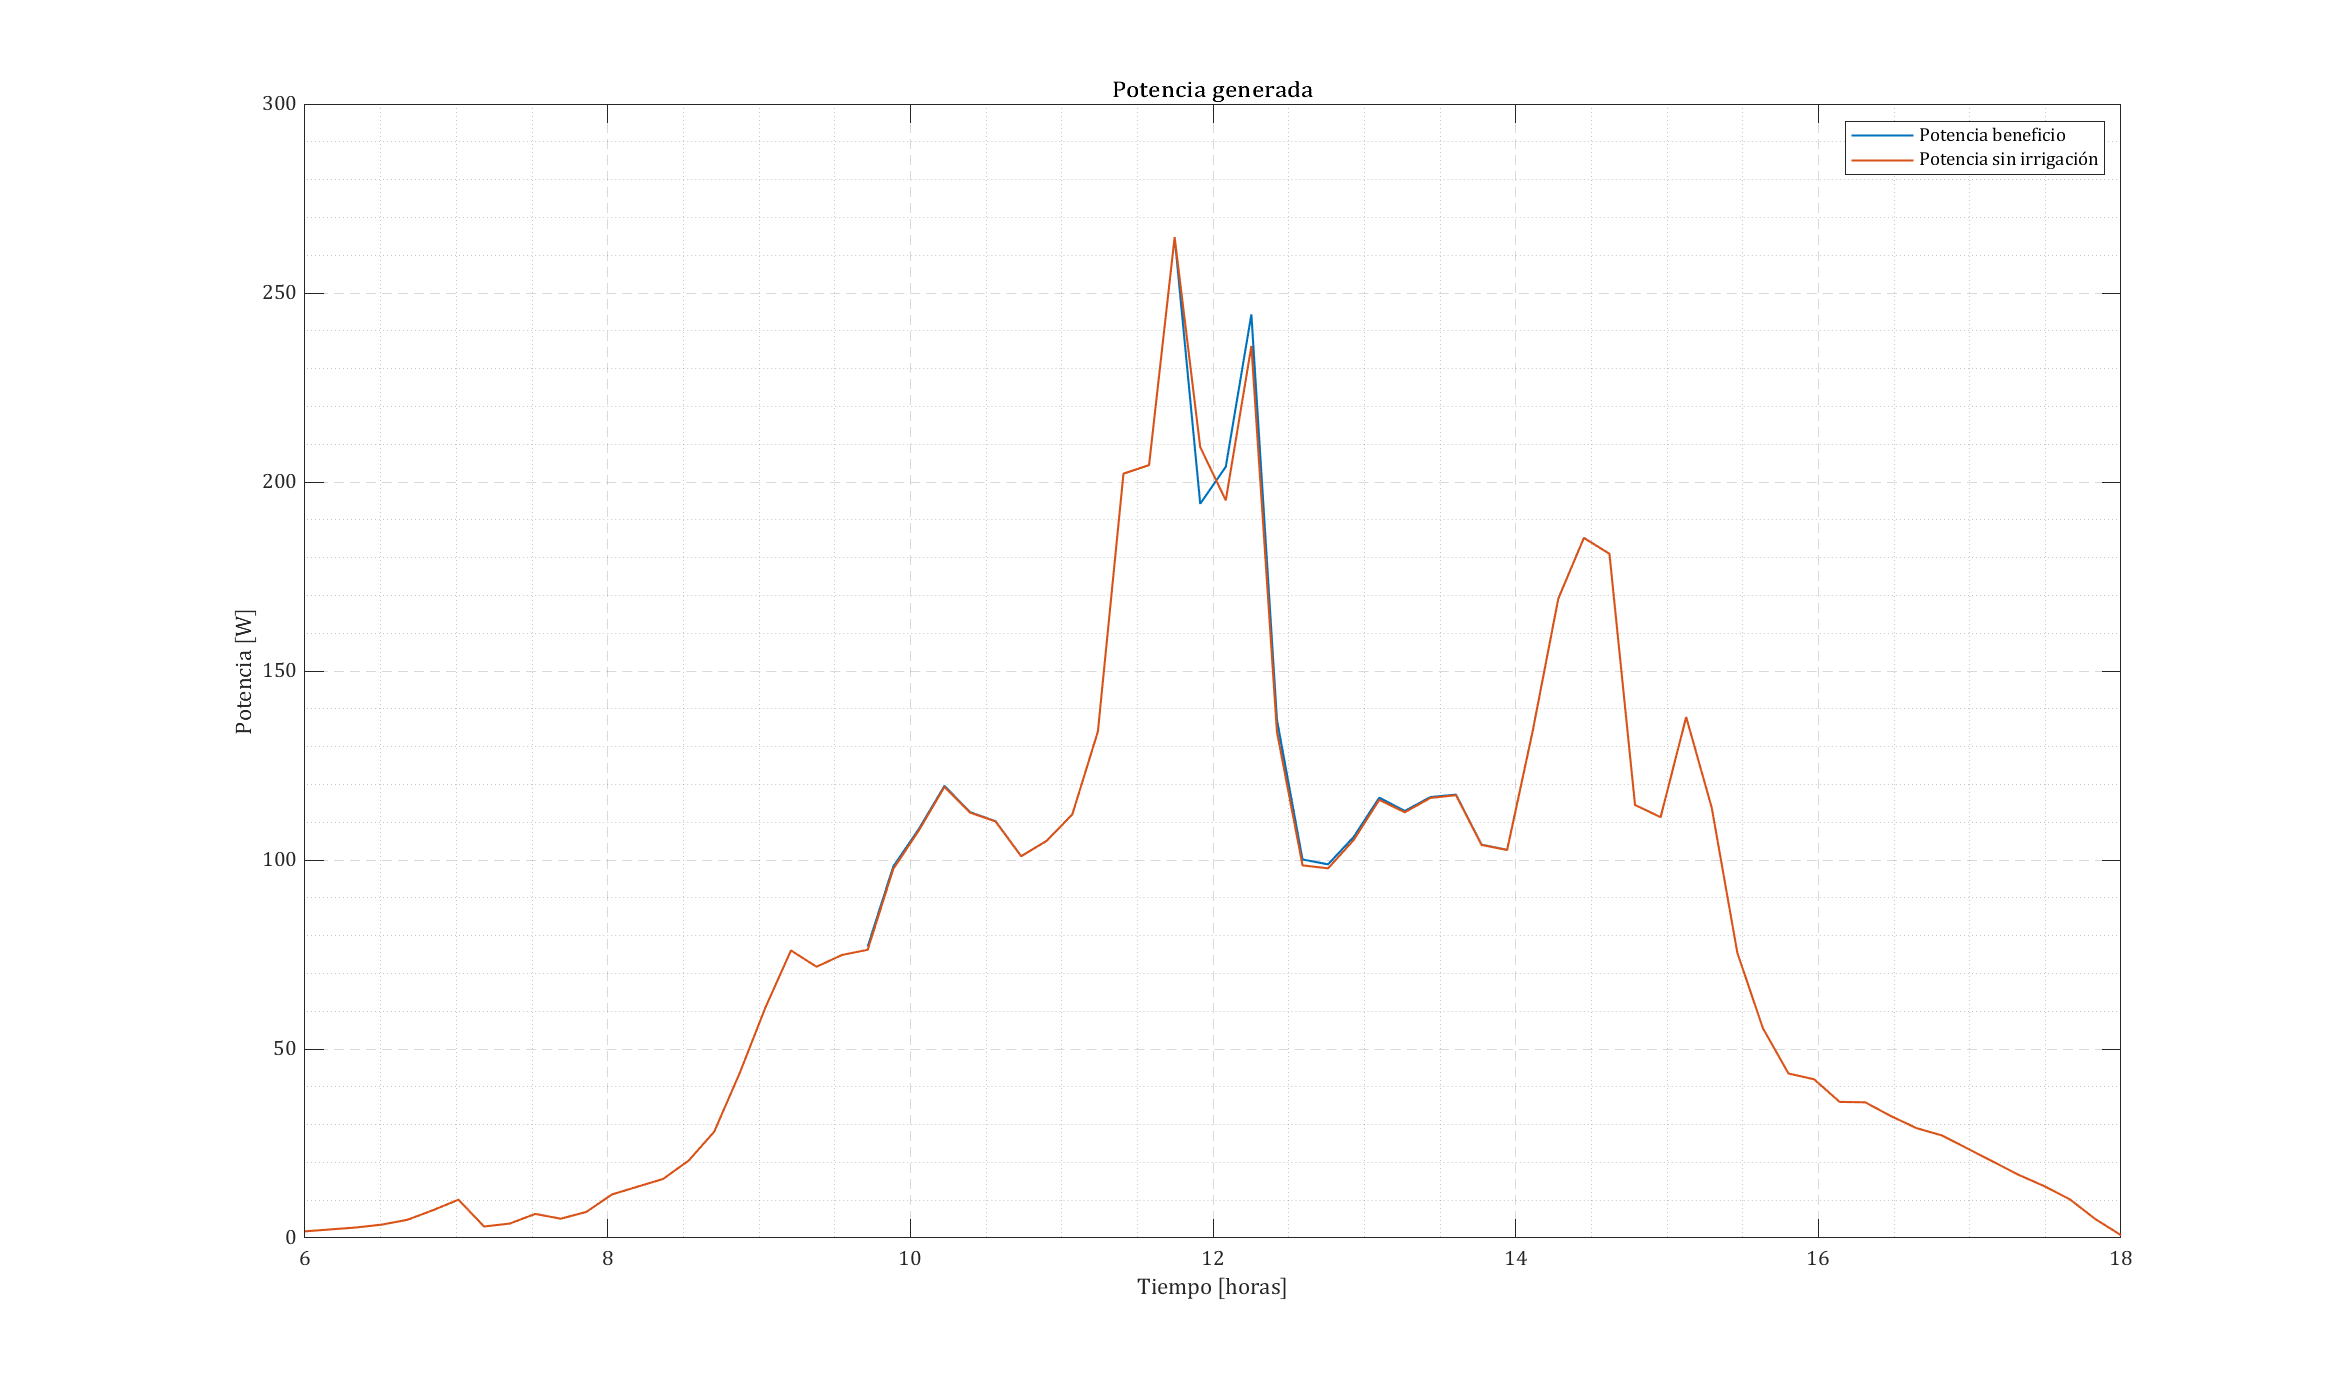 Potencia generada
300
250
200
150
100
50
0
Potencia [W]
Potencia beneficio
Potencia sin irrigación
6
8
10
12
14
16
18
Tiempo [horas]